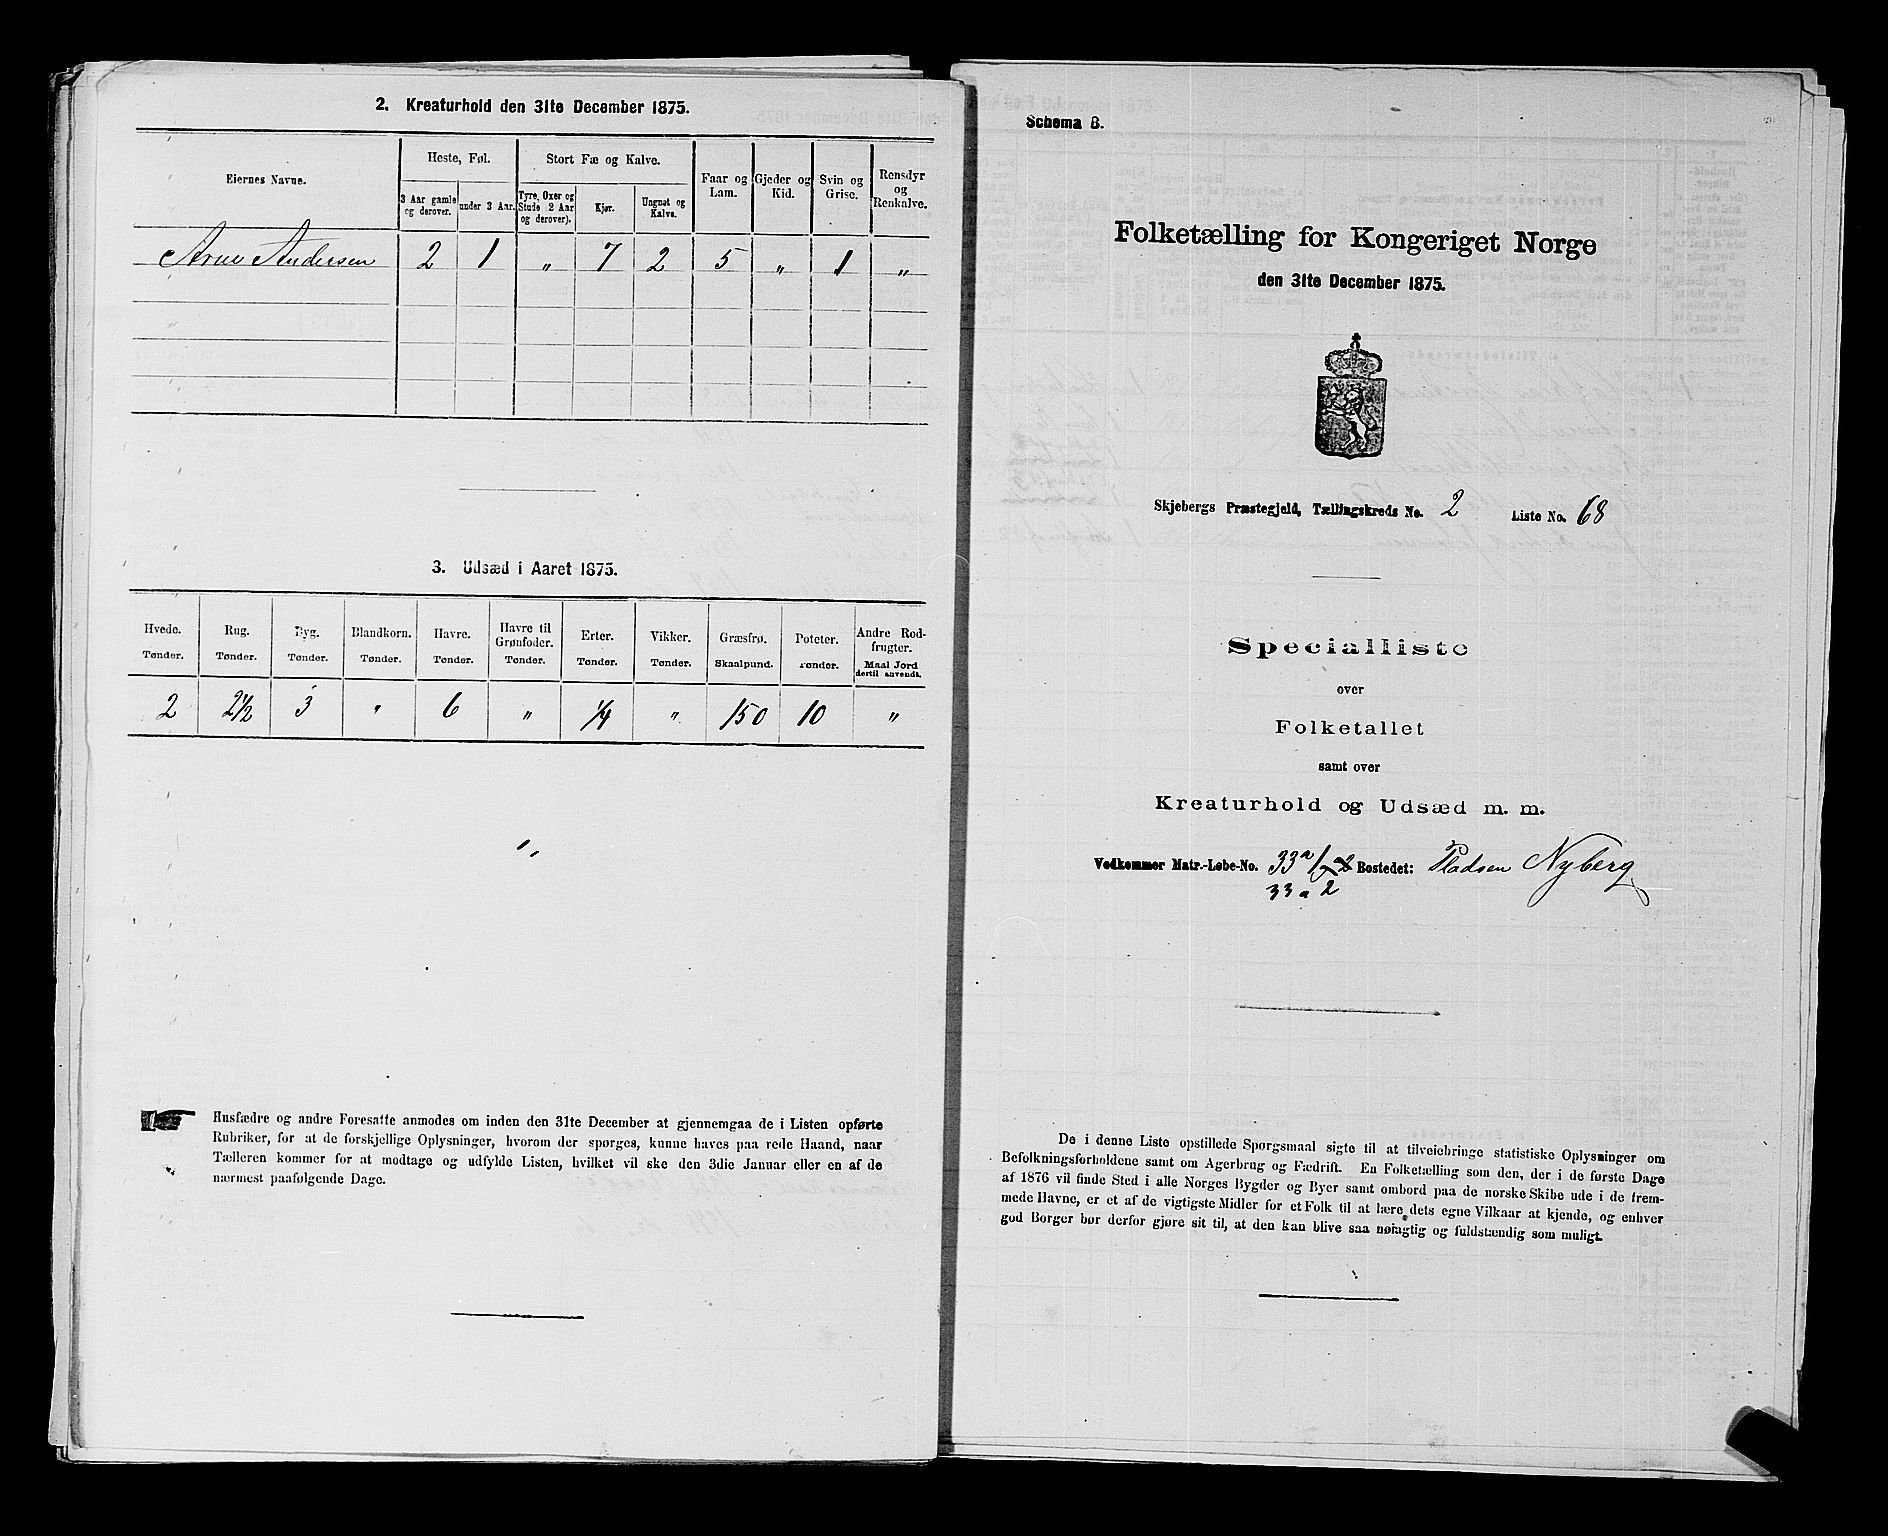 2. Kreaturhold den 31te December 1875.
Eiernes Navne.
Heste, Føl.
Stort Fæ og Kalve.
Faar og Lam.
Gjeder og Kid.
Svin og Grise.
Rensdyr og Renkalve.
3 Aar gamle og derover.
under 3 Aar.
Tyre, Oxer og Stude 2 Aar og derover).
Kjør.
Ungnøt og Kalve.
Arne Andersen 2 1 " 7 2 5 " 1 "
3. Udsæd i Aaret 1875.
Hvede. Rug. Byg. Blandkorn. Havre. Havre til Grønfoder. Erter. Vikker. Græsfrø. Poteter. Andre Rodfrugter.
Tønder. Tønder. Tønder. Tønder. Tønder. Tønder. Tønder. Tønder. Skaalpund. Tønder. Maal Jord dertil anvendt.
2 2½ 3 " 6 " ¼ " 150 10 "
Husfædre og andre Foresatte anmodes om inden den 31te December at gjennemgaa de i Listen opførte
Rubriker, for at de forskjellige Oplysninger, hvorom der spørges, kunne haves paa rede Haand, naar
Tælleren kommer for at modtage og udfylde Listen, hvilket vil ske den 3die Januar eller en af de
nærmest paafølgende Dage.
Schema B.
Folketælling for Kongeriget Norge
den 31te December 1875.
Skjebergs Præstegjeld, Tællingskreds No. 2 Liste No. 68
Specialliste
over
Folketallet
samt over
Kreaturhold og Udsæd m. m.
Vedkommer Matr.-Løbe-No. 33a/ Bostedet: Pladsen Nyberg
33 a 2
De i denne Liste opstillede Spørgsmaal sigte til at tilveiebringe statistiske Oplysninger om
Befolkningsforholdene samt om Agerbrug og Fædrift. En Folketælling som den, der i de første Dage
af 1876 vil finde Sted i alle Norges Bygder og Byer samt ombord paa de norske Skibe ude i de frem-
mede Havne, er et af de vigtigste Midler for et Folk til at lære dets egne Vilkaar at kjende, og enhver
god Borger bør derfor gjøre sit til, at den kan blive saa nøiagtig og fuldstændig som muligt.